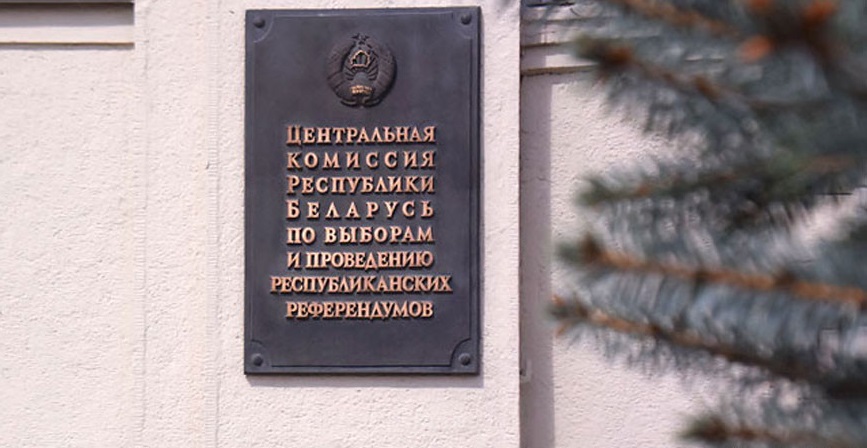 ЦЕНТРАЛЬНАЯ
КОМИССИЯ
РЕСПУБЛИКИ
БЕЛАРУСЬ
ПО ВЫБОРАМ
И ПРОВЕДЕНИЮ
РЕСПУБЛИКАНСКИХ
РЕФЕРЕНДУМОВ